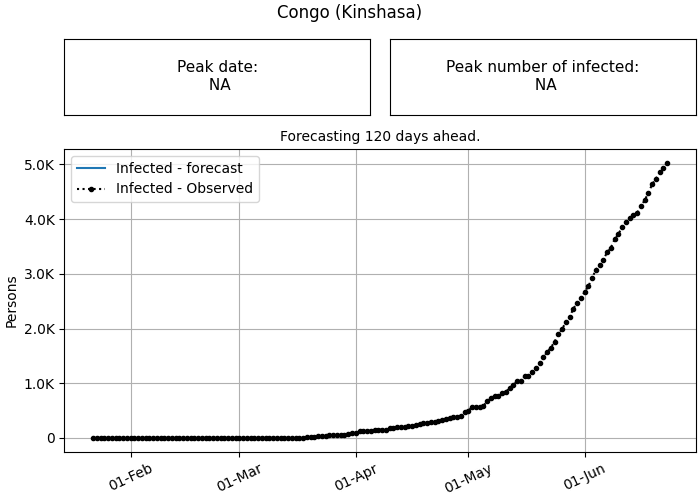 Congo (Kinshasa)
Peak date:
NA
Peak number of infected:
NA
Forecasting 120 days ahead.
Infected - forecast
Infected - Observed
5.0K
4.0K
3.0K
2.0K
1.0K
0
Persons
01-Feb
01-Mar
01-Apr
01-May
01-Jun